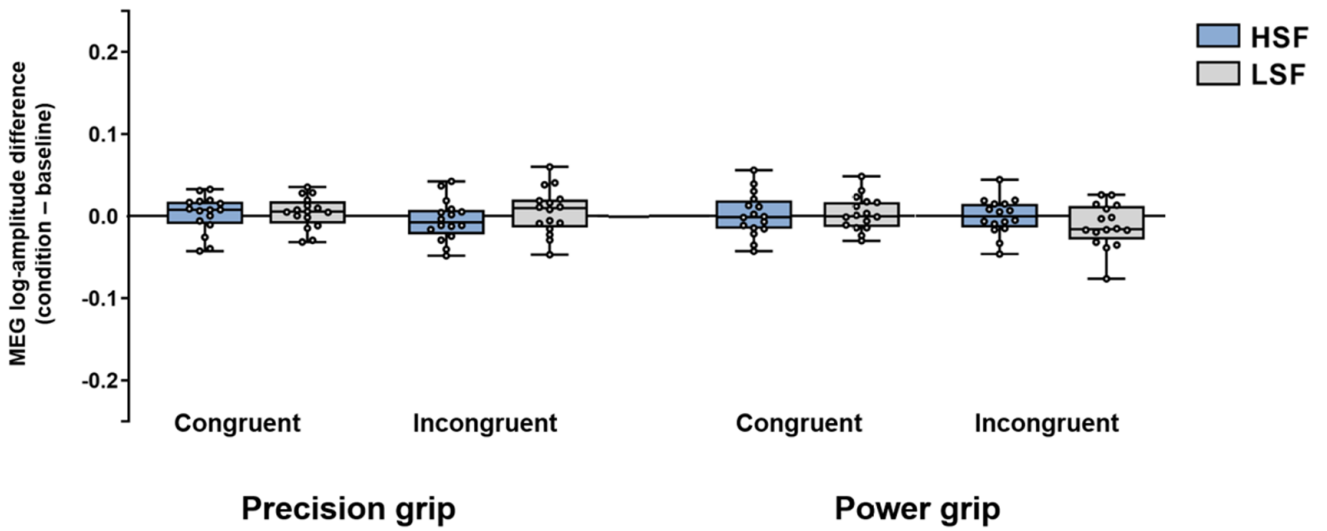 MEG log-amplitude difference
(condition – baseline)
0.2
0.1
0.0
-0.1
-0.2
HSF
LSF
Congruent
Incongruent
Congruent
Incongruent
Precision grip
Power grip